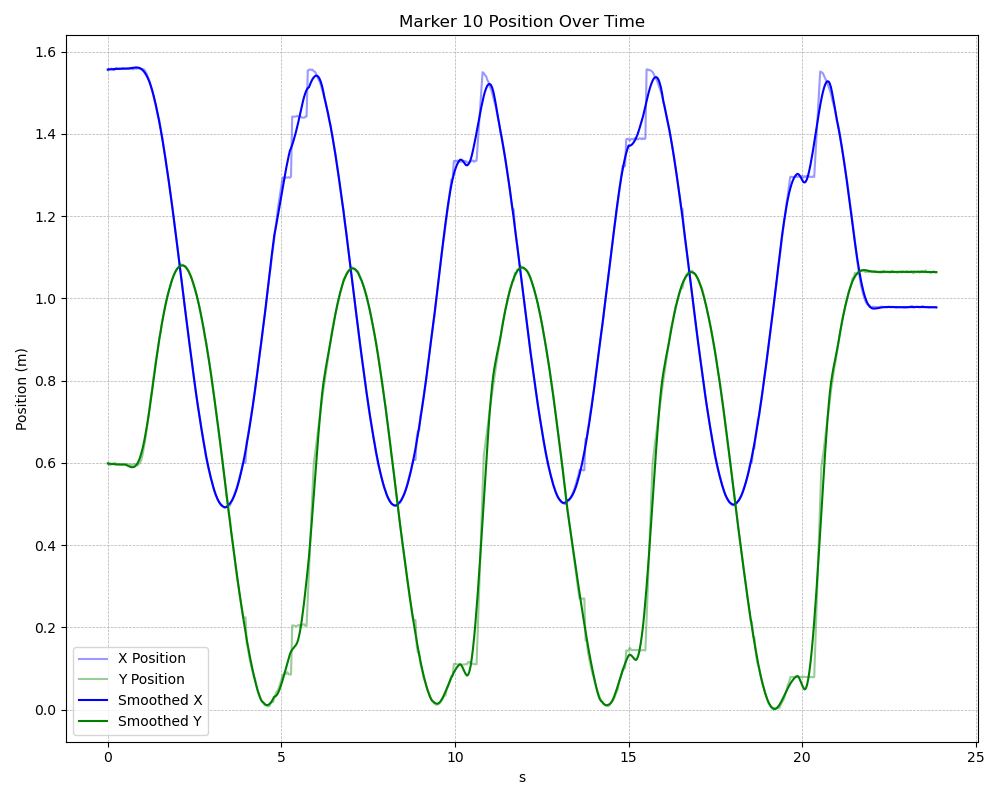 Marker 10 Position Over Time
Position (m)
1.6
1.4
1.2
1.0
0.8
0.6
0.4
0.2
0.0
X Position
Y Position
Smoothed X
Smoothed Y
0 5 10 15 20 25
s